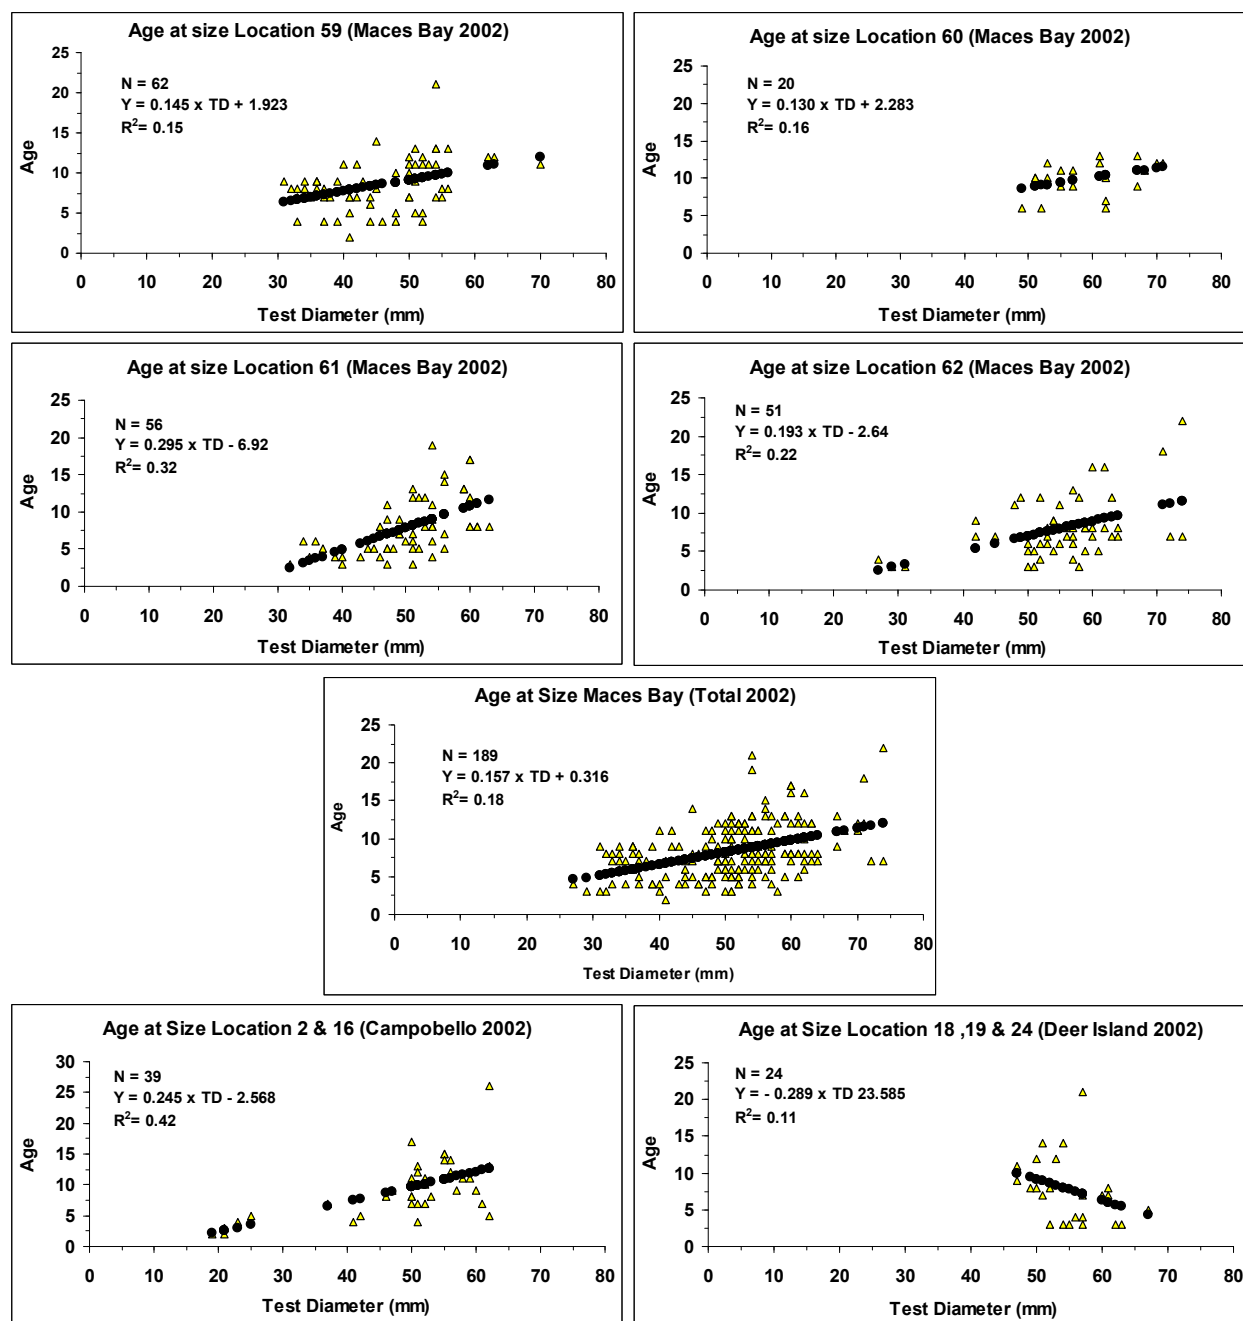 Age at size Location 59 (Maces Bay 2002)
N = 62
Y = 0.145 x TD + 1.923
R²= 0.15
Age
25
20
15
10
5
0
0 10 20 30 40 50 60 70 80
Test Diameter (mm)
Age at size Location 60 (Maces Bay 2002)
N = 20
Y = 0.130 x TD + 2.283
R²= 0.16
Age
25
20
15
10
5
0
0 10 20 30 40 50 60 70 80
Test Diameter (mm)
Age at size Location 61 (Maces Bay 2002)
N = 56
Y = 0.295 x TD - 6.92
R²= 0.32
Age
25
20
15
10
5
0
0 10 20 30 40 50 60 70 80
Test Diameter (mm)
Age at size Location 62 (Maces Bay 2002)
N = 51
Y = 0.193 x TD - 2.64
R²= 0.22
Age
25
20
15
10
5
0
0 10 20 30 40 50 60 70 80
Test Diameter (mm)
Age at Size Maces Bay (Total 2002)
N = 189
Y = 0.157 x TD + 0.316
R²= 0.18
Age
25
20
15
10
5
0
0 10 20 30 40 50 60 70 80
Test Diameter (mm)
Age at Size Location 2 & 16 (Campobello 2002)
N = 39
Y = 0.245 x TD - 2.568
R²= 0.42
Age
30
25
20
15
10
5
0
0 10 20 30 40 50 60 70 80
Test Diameter (mm)
Age at Size Location 18 ,19 & 24 (Deer Island 2002)
N = 24
Y = - 0.289 x TD 23.585
R²= 0.11
Age
25
20
15
10
5
0
0 10 20 30 40 50 60 70 80
Test Diameter (mm)